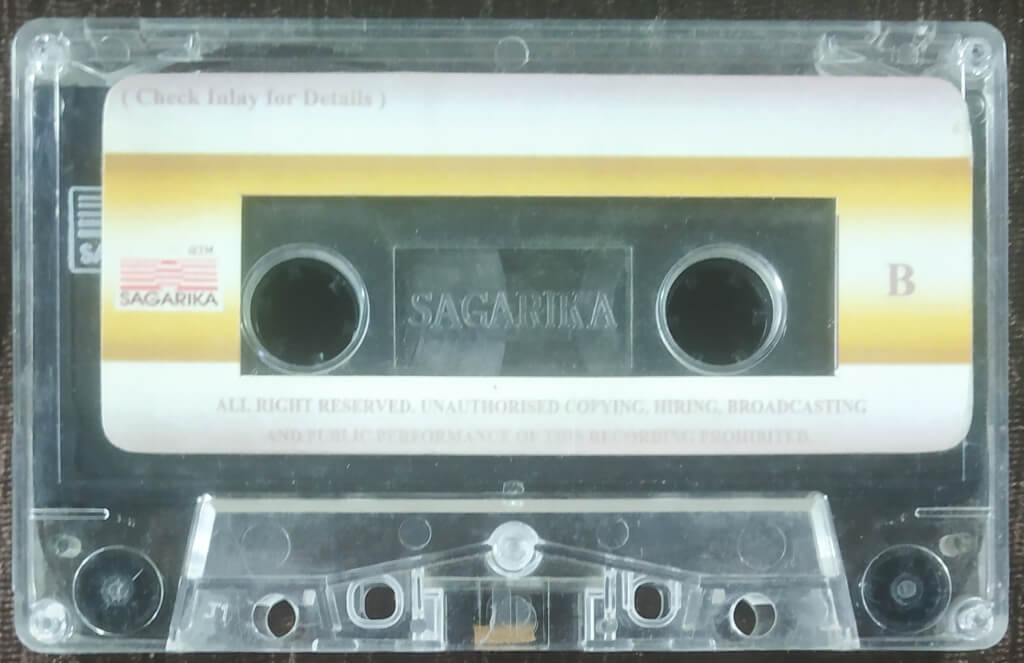 ( Check Inlay for Details )
SAGARIKA
SAGARIKA
B
ALL RIGHT RESERVED. UNAUTHORISED COPYING, HIRING, BROADCASTING
AND PUBLIC PERFORMANCE OF THIS RECORDING PROHIBITED.